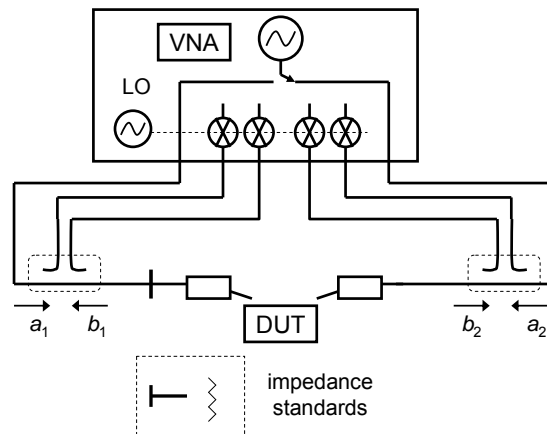 VNA
LO
a1
b1
b2
a2
DUT
impedance
standards